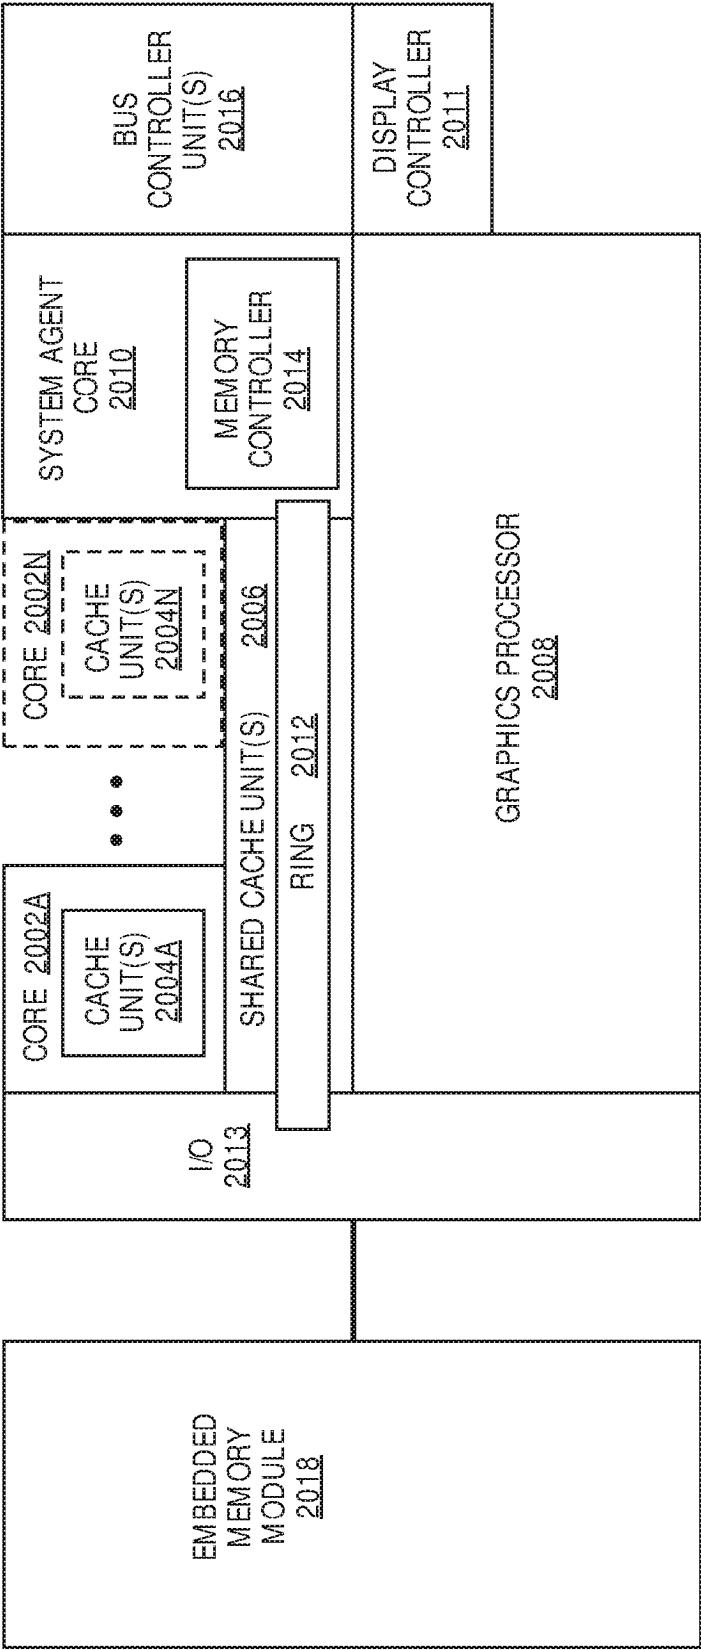 EMBEDDED
MEMORY
MODULE
2018
I/O
2013
CORE 2002A
CACHE
UNIT(S)
2004A
CORE 2002N
CACHE
UNIT(S)
2004N
SHARED CACHE UNIT(S) 2006
RING 2012
SYSTEM AGENT
CORE
2010
MEMORY
CONTROLLER
2014
BUS
CONTROLLER
UNIT(S)
2016
DISPLAY
CONTROLLER
2011
GRAPHICS PROCESSOR
2008